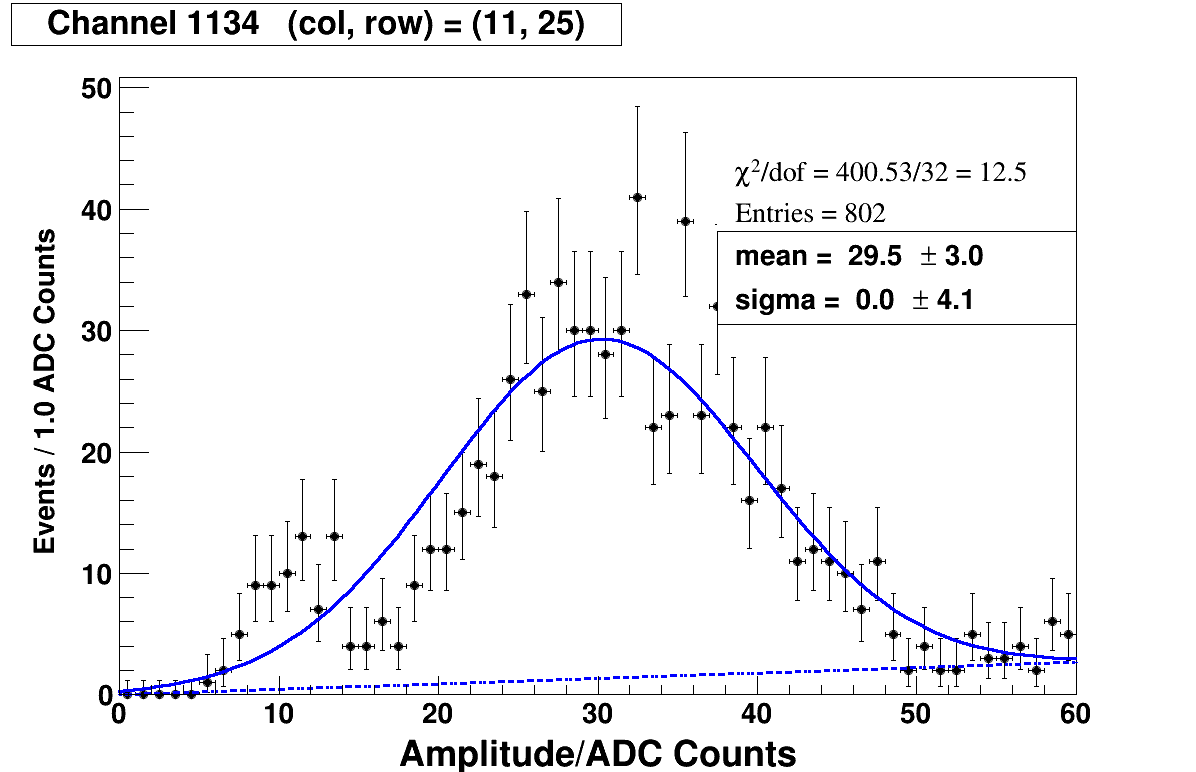 Channel 1134 (col, row) = (11, 25)
50
χ²/dof = 400.53/32 = 12.5
40
Entries = 802
mean = 29.5 ± 3.0
sigma = 0.0 ± 4.1
30
20
10
0
Events / 1.0 ADC Counts
0 10 20 30 40 50 60
Amplitude/ADC Counts